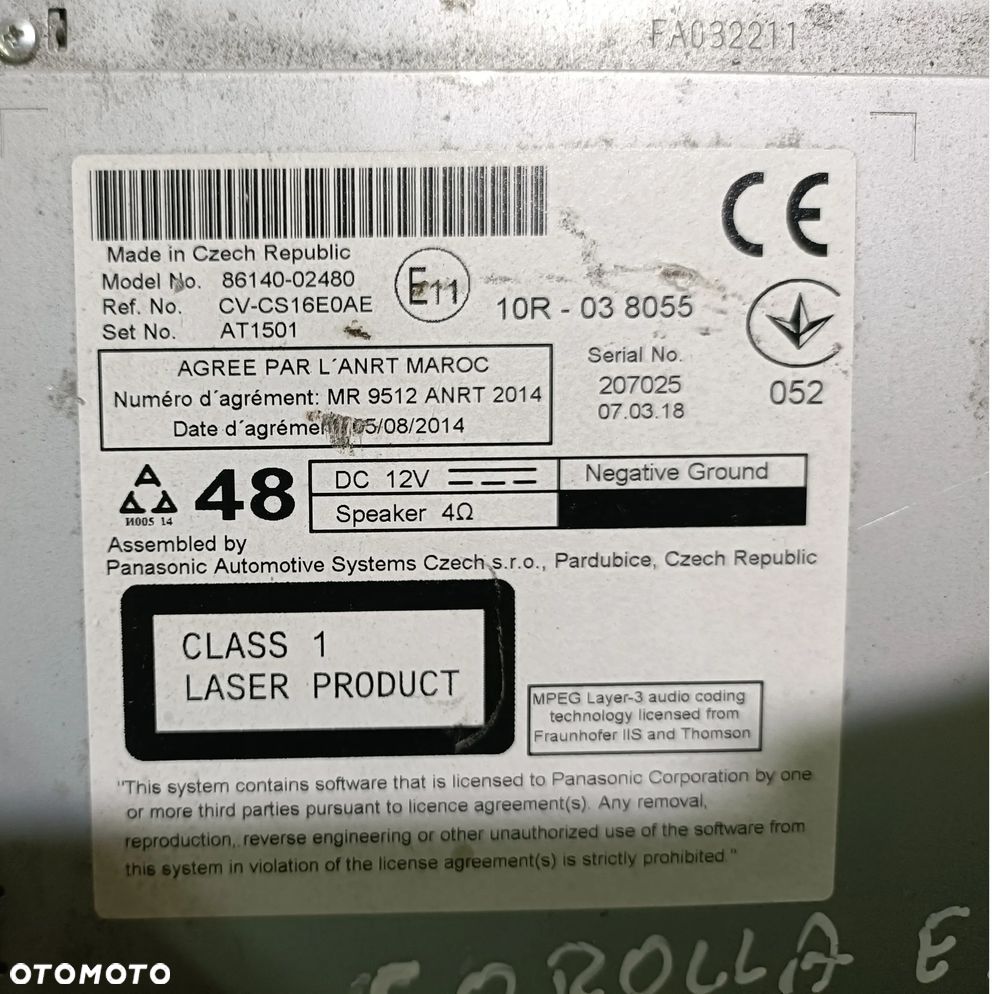 FA032211
CE
Made in Czech Republic
Model No. 86140-02480
Ref. No. CV-CS16E0AE
Set No. AT1501
E11
10R - 03 8055
AGREE PAR L´ANRT MAROC
Numéro d´agrément: MR 9512 ANRT 2014
Date d´agrément 05/08/2014
Serial No.
207025
07.03.18
052
A
И005 14
48
DC 12V
Negative Ground
Speaker 4Ω
Assembled by
Panasonic Automotive Systems Czech s.r.o., Pardubice, Czech Republic
CLASS 1
LASER PRODUCT
MPEG Layer-3 audio coding
technology licensed from
Fraunhofer IIS and Thomson
"This system contains software that is licensed to Panasonic Corporation by one
or more third parties pursuant to licence agreement(s). Any removal,
reproduction, reverse engineering or other unauthorized use of the software from
this system in violation of the license agreement(s) is strictly prohibited."
COROLLA E
OTOMOTO